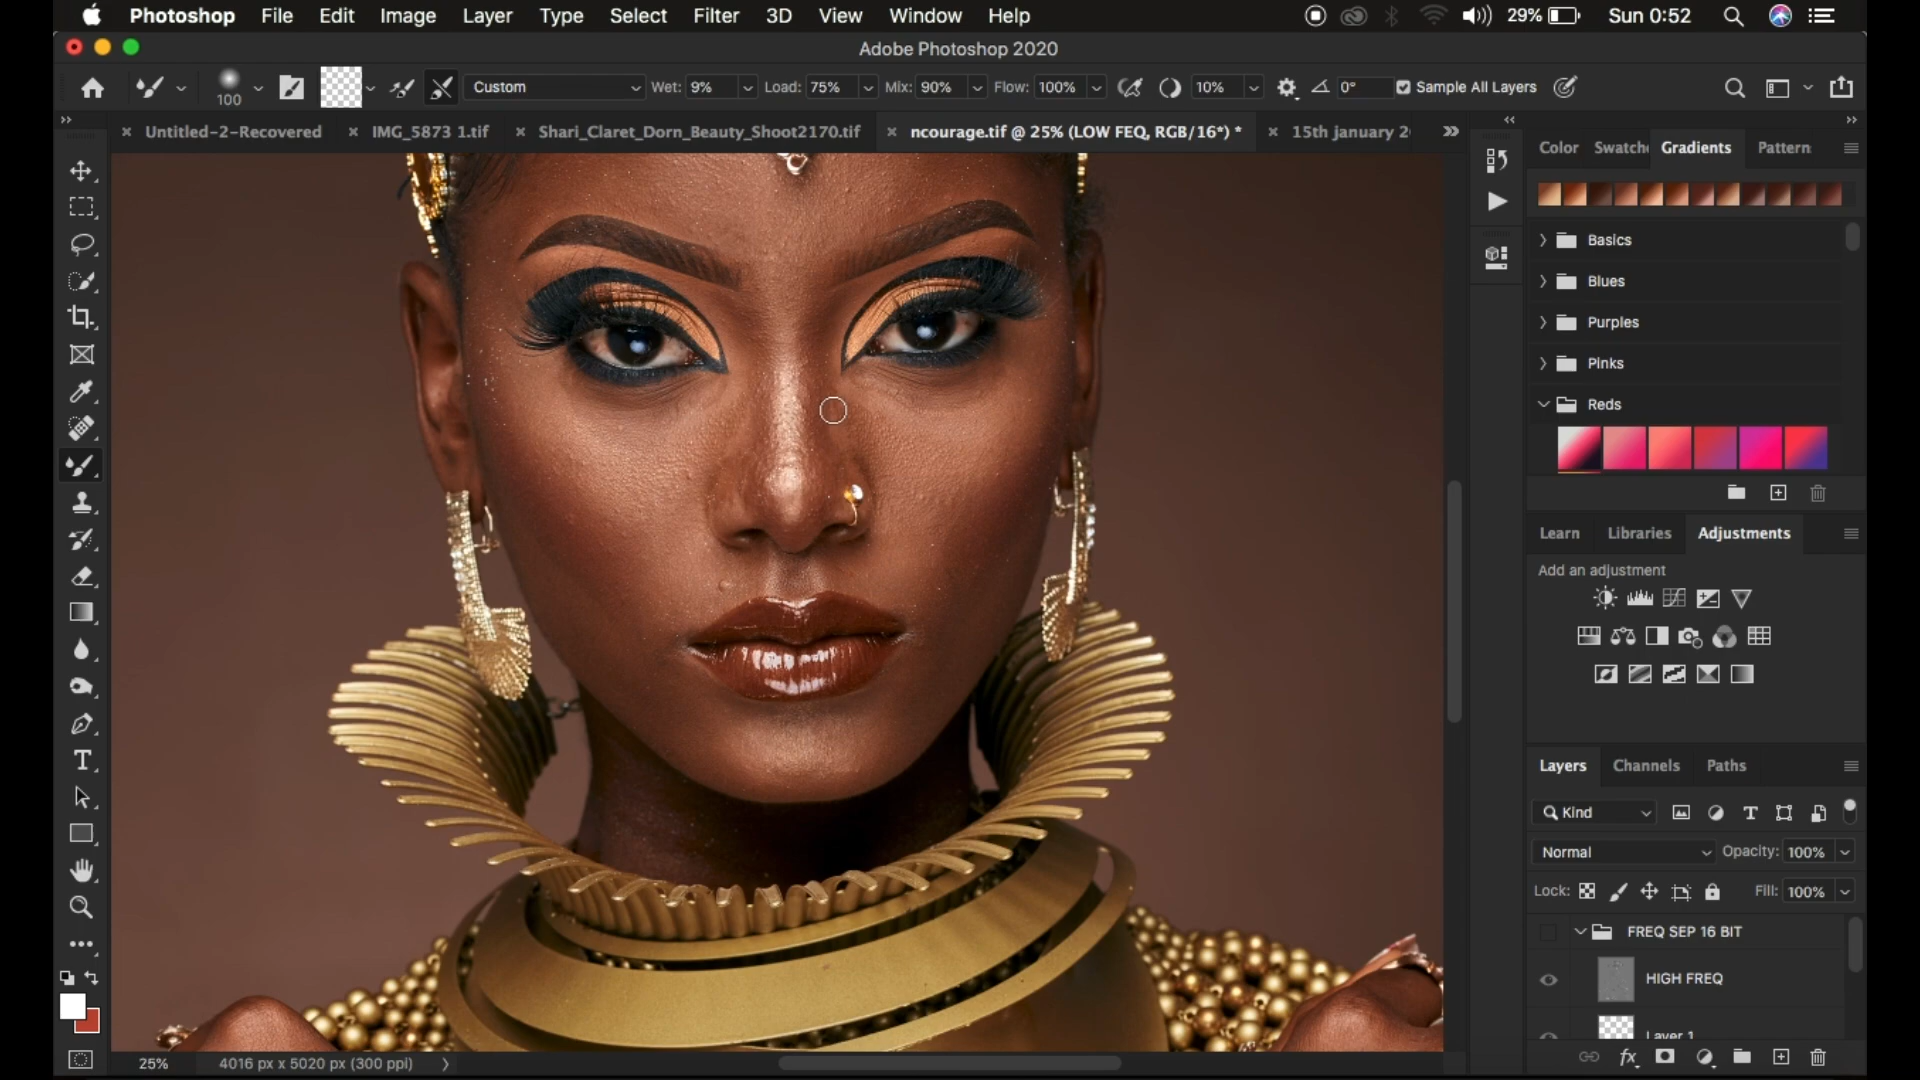 Photoshop File Edit Image Layer Type Select Filter 3D View Window Help 29% Sun 0:52
Adobe Photoshop 2020
100 Custom Wet: 9% Load: 75% Mix: 90% Flow: 100% 10% 0° Sample All Layers
Untitled-2-Recovered IMG_5873 1.tif Shari_Claret_Dorn_Beauty_Shoot2170.tif ncourage.tif @ 25% (LOW FEQ, RGB/16*) * 15th january 2
Color Swatche Gradients Pattern
Basics
Blues
Purples
Pinks
Reds
Learn Libraries Adjustments
Add an adjustment
Layers Channels Paths
Kind
Normal Opacity: 100%
Lock: Fill: 100%
FREQ SEP 16 BIT
HIGH FREQ
Layer 1
25% 4016 px x 5020 px (300 ppi)